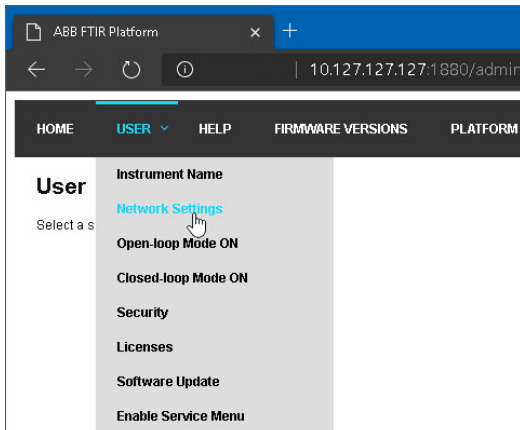 ABB FTIR Platform
10.127.127.127:1880/admin
HOME USER HELP FIRMWARE VERSIONS PLATFORM
User
Select a s
Instrument Name
Network Settings
Open-loop Mode ON
Closed-loop Mode ON
Security
Licenses
Software Update
Enable Service Menu